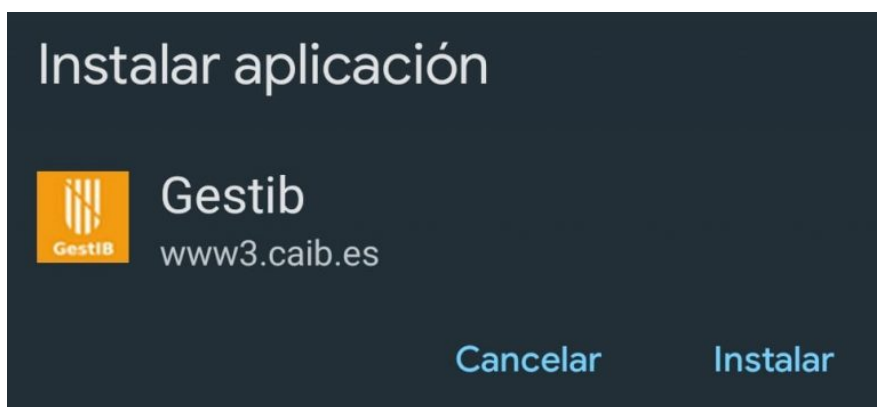 Instalar aplicación
GestIB
Gestib
www3.caib.es
Cancelar Instalar